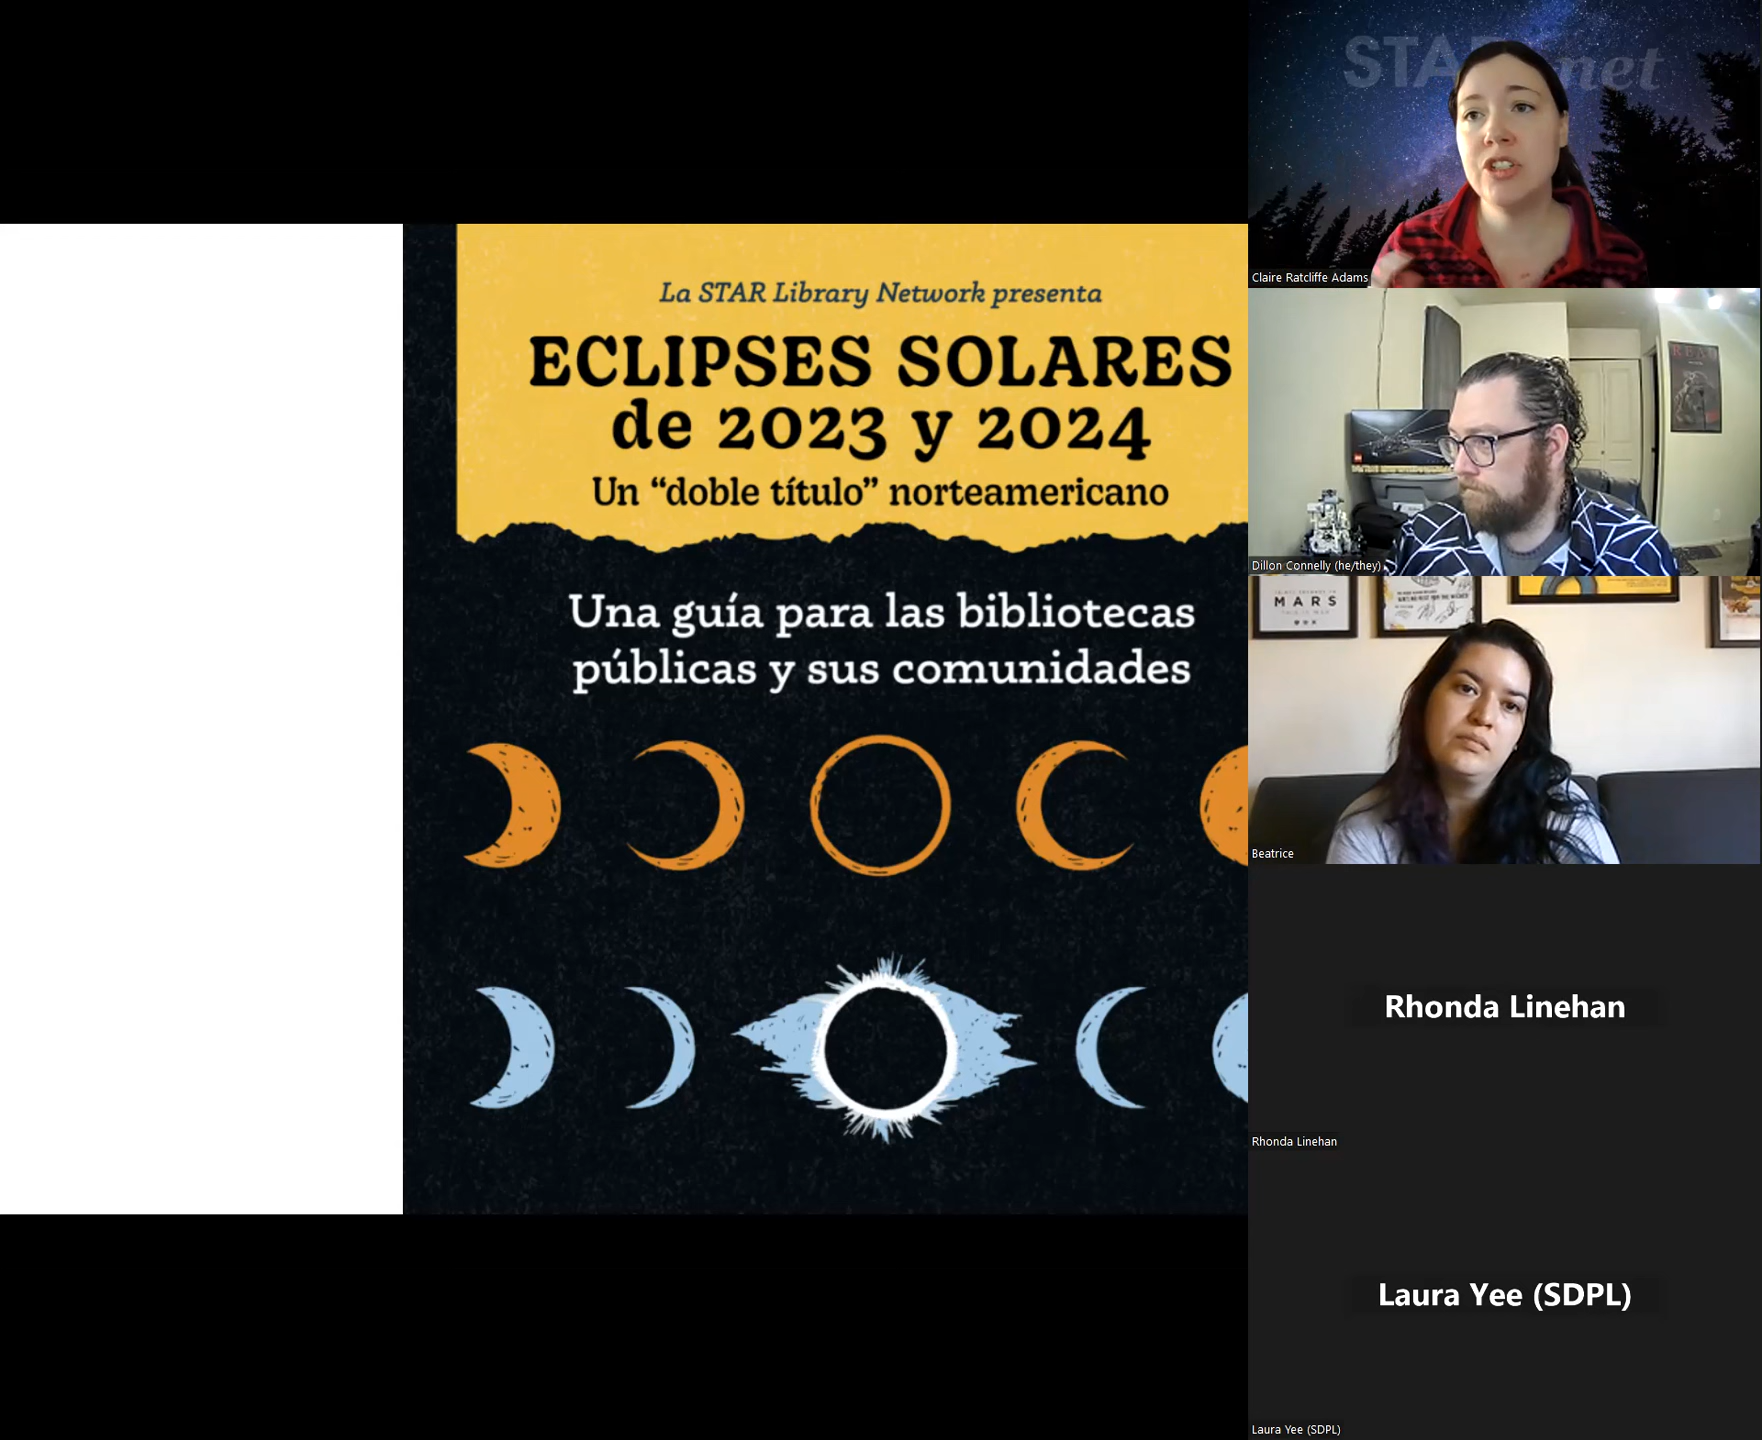 La STAR Library Network presenta
ECLIPSES SOLARES
de 2023 y 2024
Un “doble título” norteamericano
Una guía para las bibliotecas
públicas y sus comunidades
net
Claire Ratcliffe Adams
Dillon Connelly (he/they)
MARS
Beatrice
Rhonda Linehan
Rhonda Linehan
Laura Yee (SDPL)
Laura Yee (SDPL)